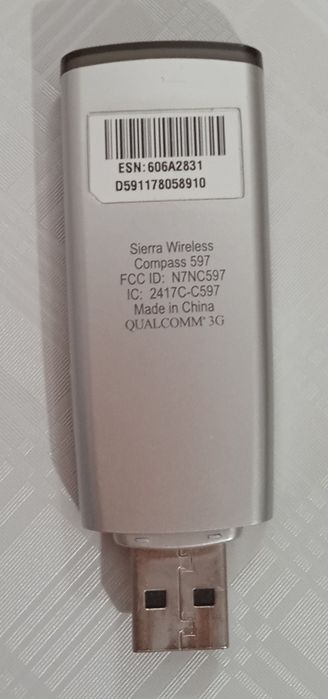 ESN:606A2831
D591178058910
Sierra Wireless
Compass 597
FCC ID: N7NC597
IC: 2417C-C597
Made in China
QUALCOMM® 3G